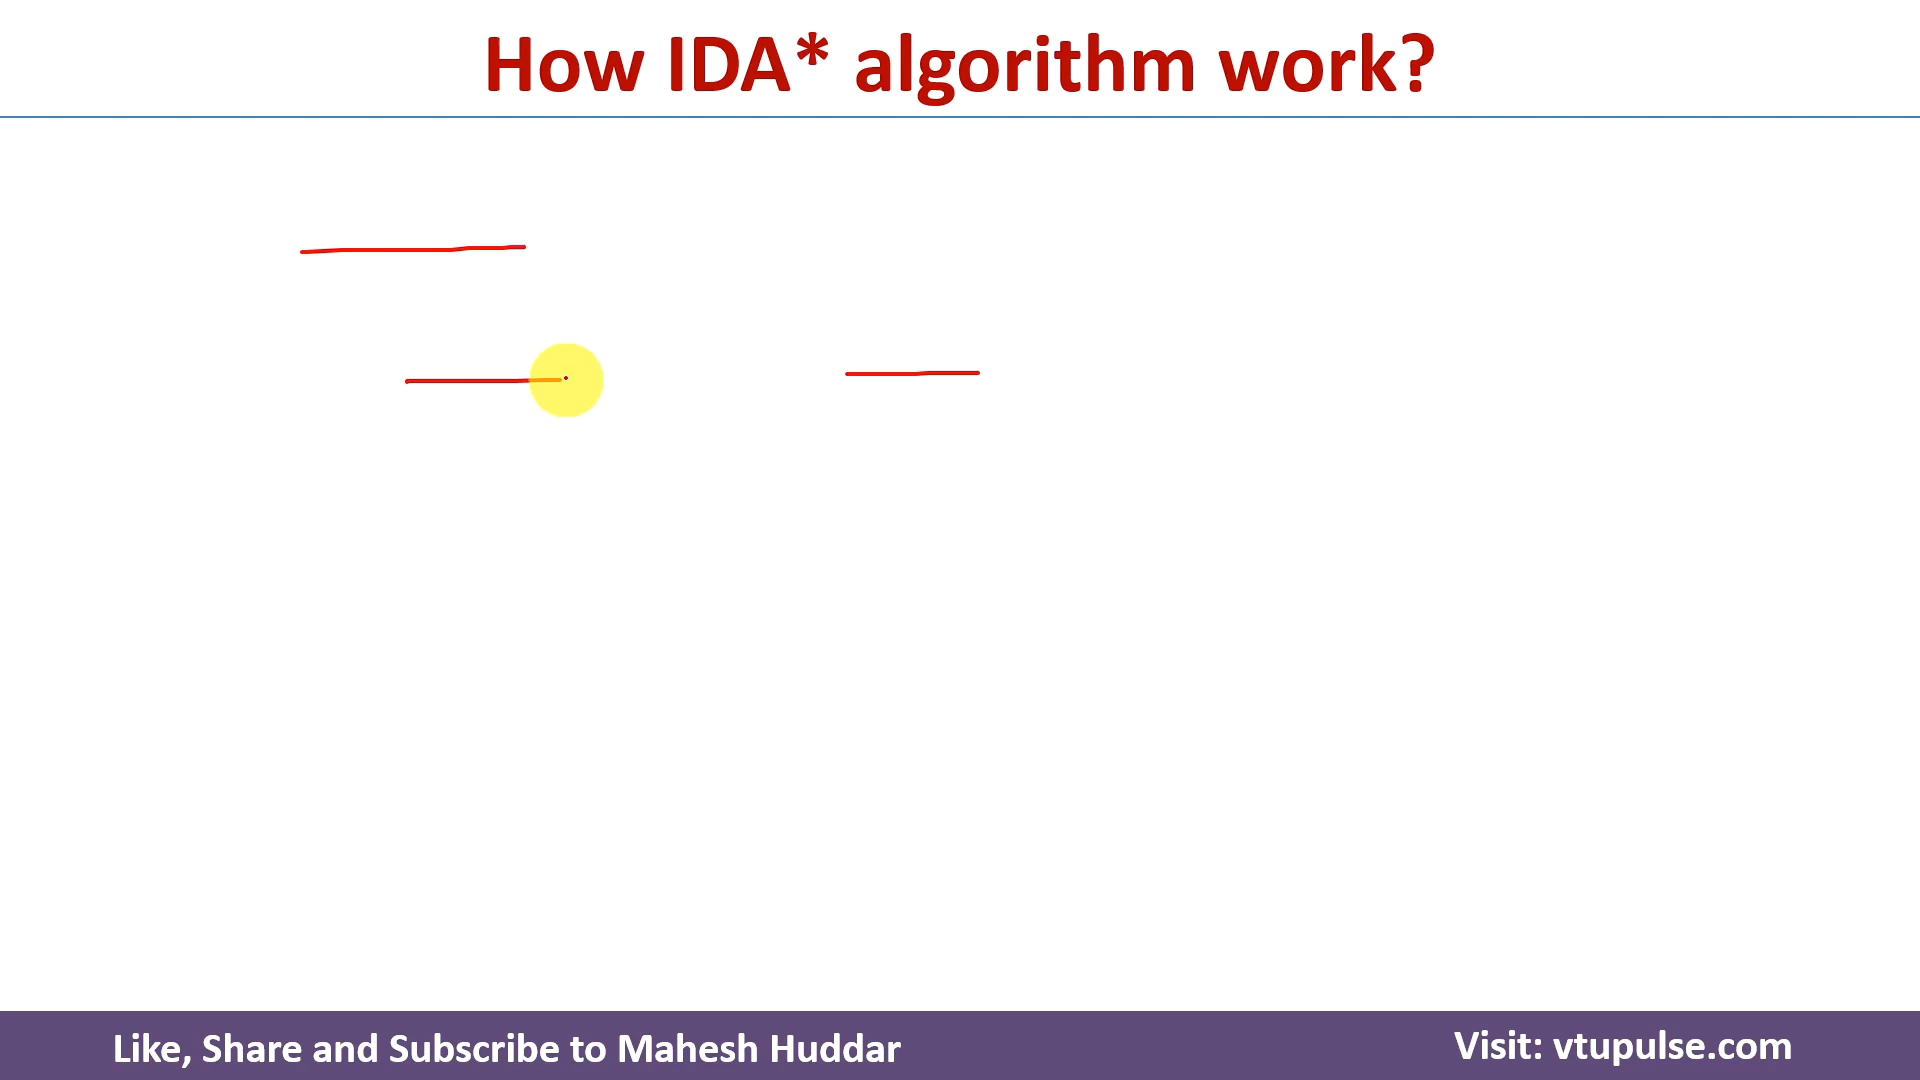 How IDA* algorithm work?
Like, Share and Subscribe to Mahesh Huddar
Visit: vtupulse.com